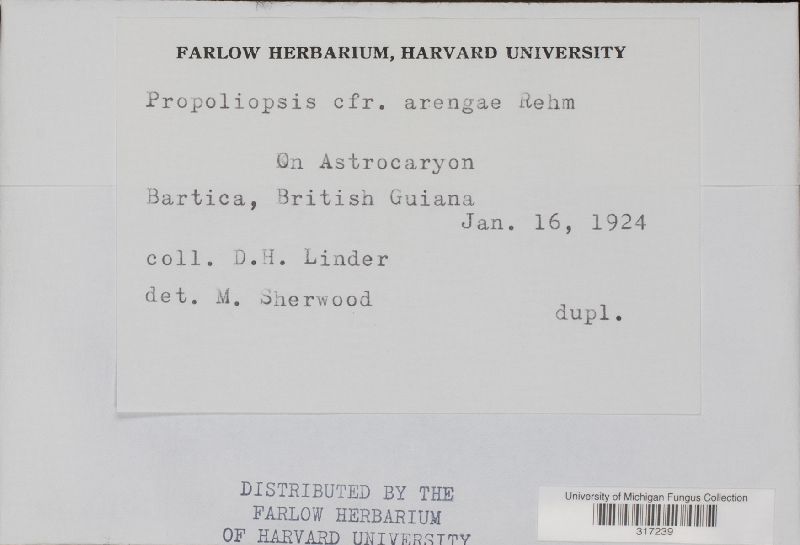 FARLOW HERBARIUM, HARVARD UNIVERSITY
Propoliopsis cfr. arengae Rehm
On Astrocaryon
Bartica, British Guiana
Jan. 16, 1924
coll. D.H. Linder
det. M. Sherwood
dupl.
DISTRIBUTED BY THE
FARLOW HERBARIUM
OF HARVARD UNIVERSITY
University of Michigan Fungus Collection
317239